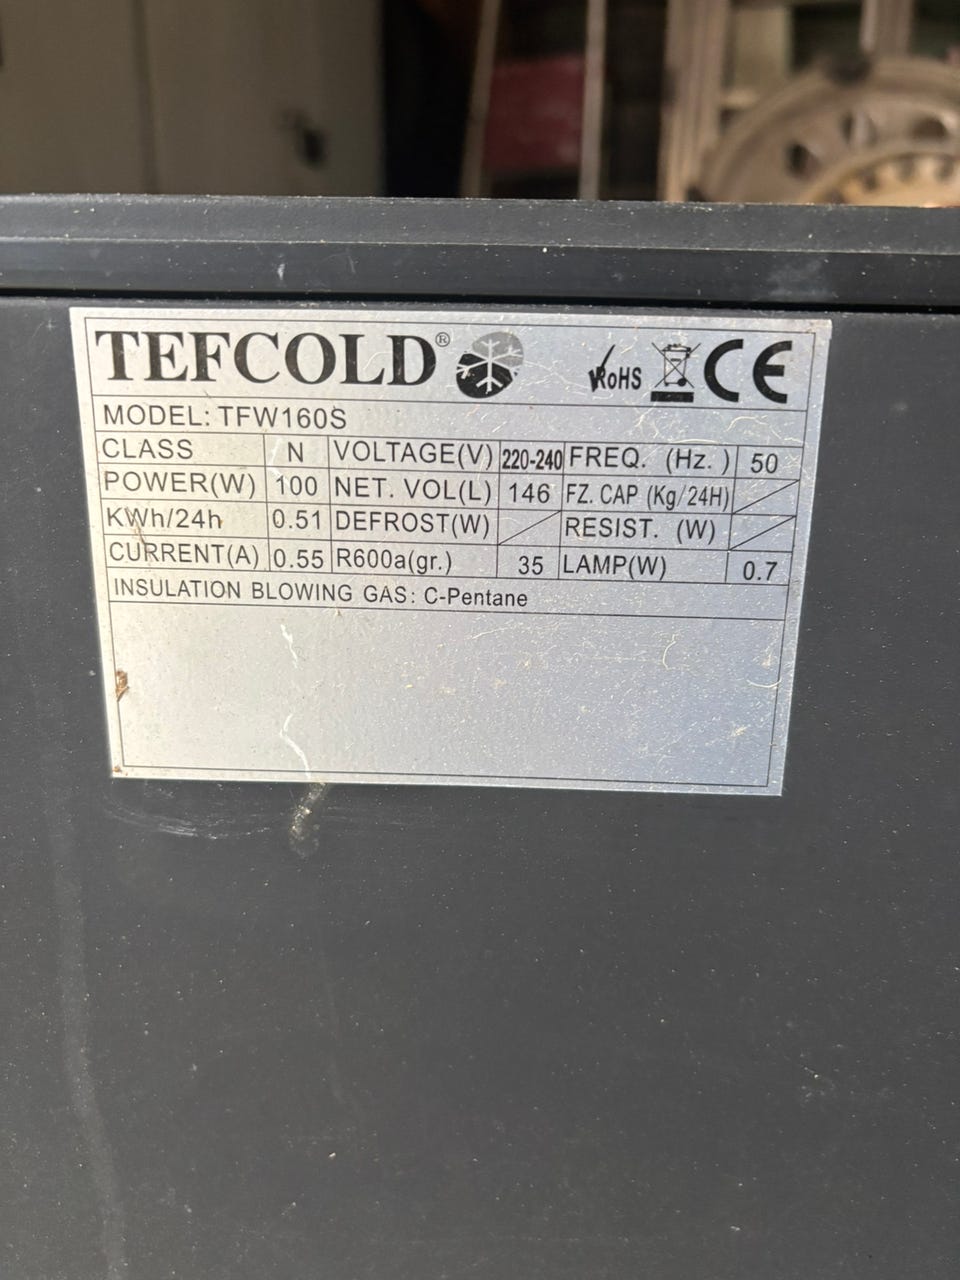 TEFCOLD® RoHS CE
MODEL: TFW160S
CLASS N VOLTAGE(V) 220-240 FREQ. (Hz. ) 50
POWER(W) 100 NET. VOL(L) 146 FZ. CAP (Kg/24H)
KWh/24h 0.51 DEFROST(W) RESIST. (W)
CURRENT(A) 0.55 R600a(gr.) 35 LAMP(W) 0.7
INSULATION BLOWING GAS: C-Pentane